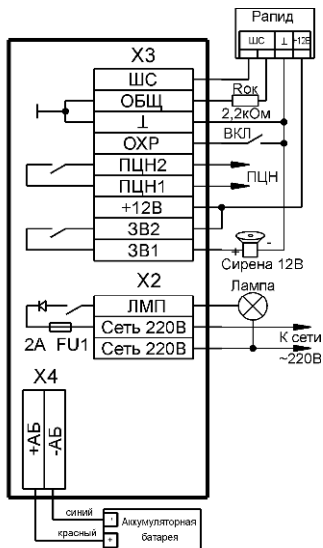 Рапид
ШС ⊥ +12В
X3
ШС
ОБЩ
Rок
2,2кОм
⊥
ВКЛ
ОХР
ПЦН2
ПЦН1
ПЦН
+12В
ЗВ2
ЗВ1
+ -
Сирена 12В
X2
Лампа
ЛМП
Сеть 220В
К сети
2А FU1
Сеть 220В
~220В
X4
+АБ
-АБ
синий
красный
- Аккумуляторная
+ батарея